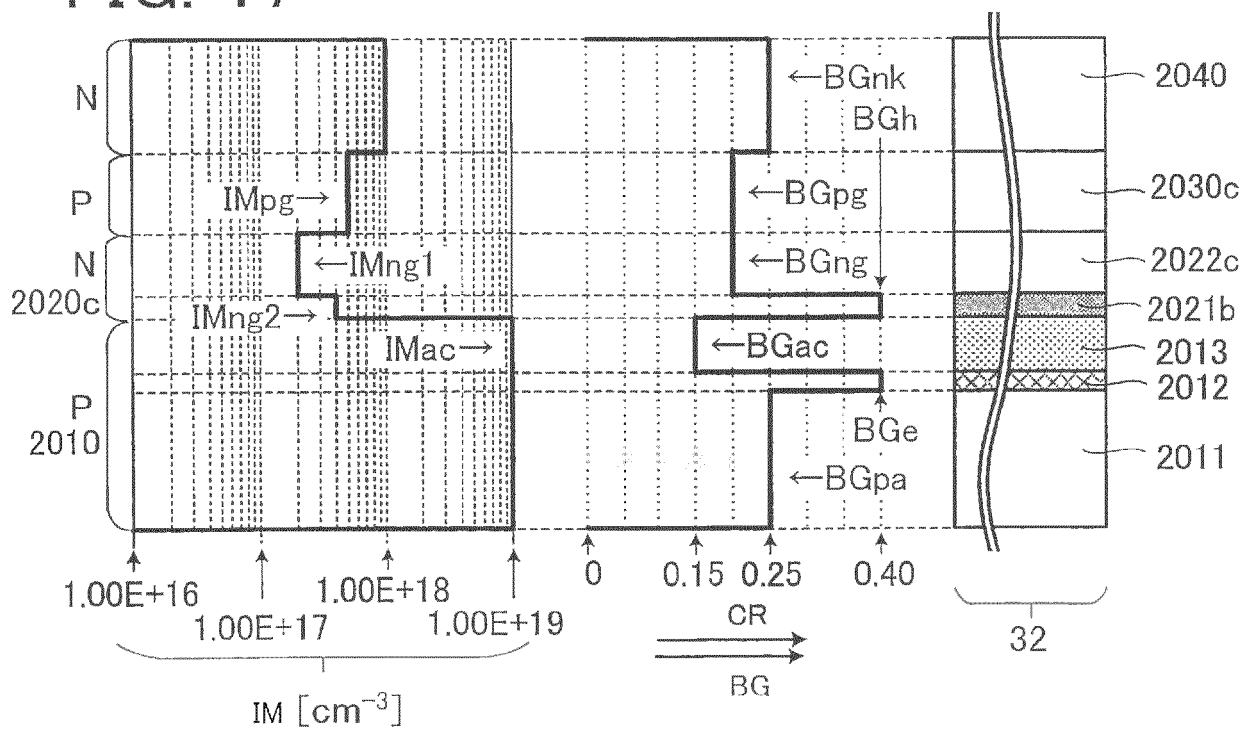 N
P
N
2020c
P
2010
IMpg→
←IMng1
IMng2→
IMac→
←BGnk
BGh
←BGpg
←BGng
←BGac
BGe
←BGpa
2040
2030c
2022c
2021b
2013
2012
2011
1.00E+16
1.00E+17
1.00E+18
1.00E+19
IM [cm⁻³]
0
0.15
0.25
0.40
CR
BG
32